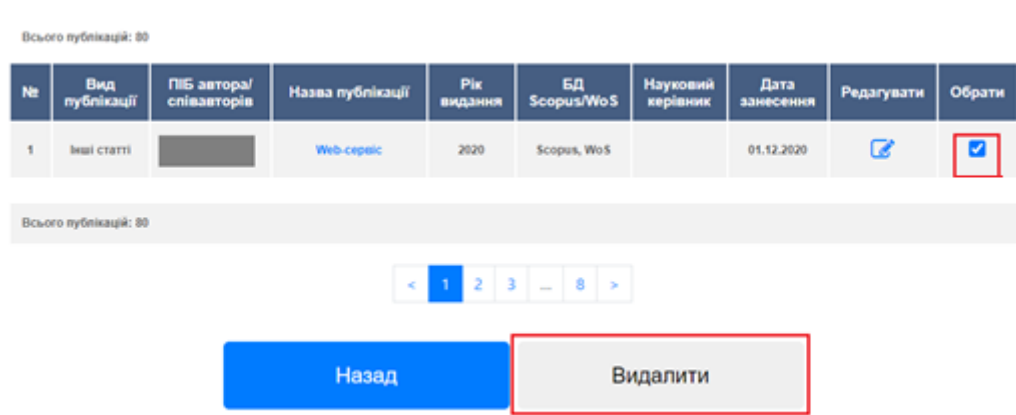 Всього публікацій: 80
№ Вид публікації ПІБ автора/співавторів Назва публікації Рік видання БД Scopus/WoS Науковий керівник Дата занесення Редагувати Обрати
1 Інші статті Web-сервіс 2020 Scopus, WoS 01.12.2020
Всього публікацій: 80
< 1 2 3 ... 8 >
Назад Видалити